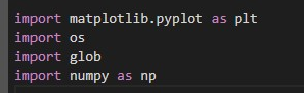 import matplotlib.pyplot as plt
import os
import glob
import numpy as np